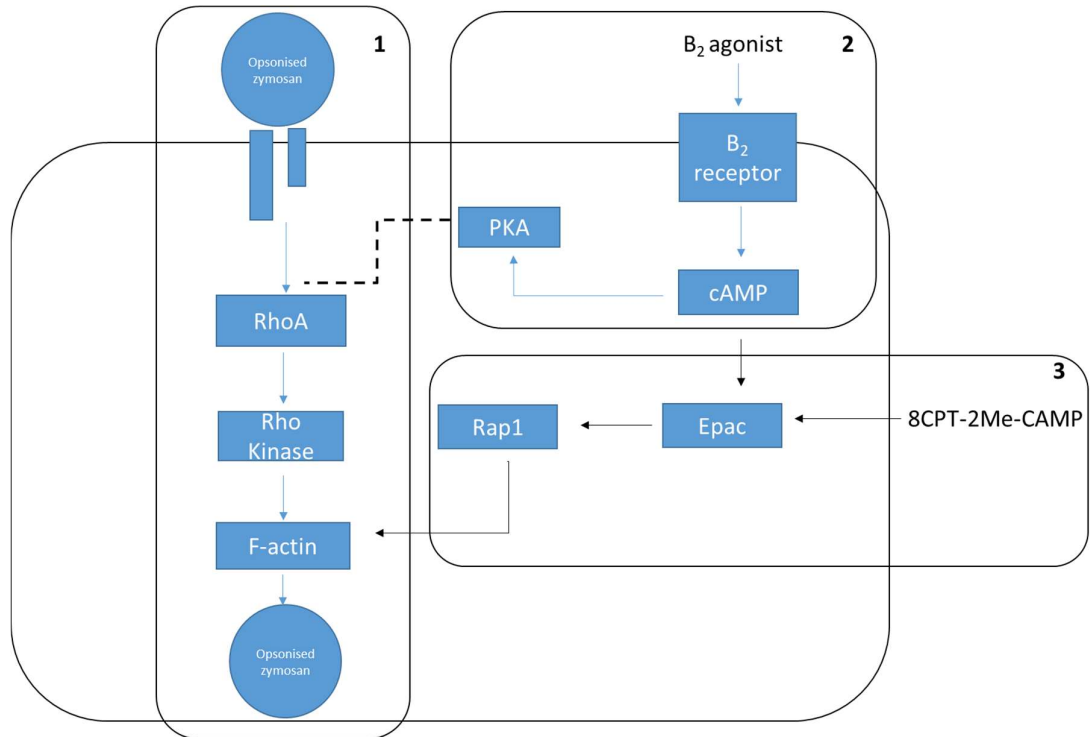 1
Opsonised
zymosan
RhoA
Rho
Kinase
F-actin
Opsonised
zymosan
2
B₂ agonist
B₂
receptor
PKA
cAMP
3
Rap1
Epac
8CPT-2Me-CAMP